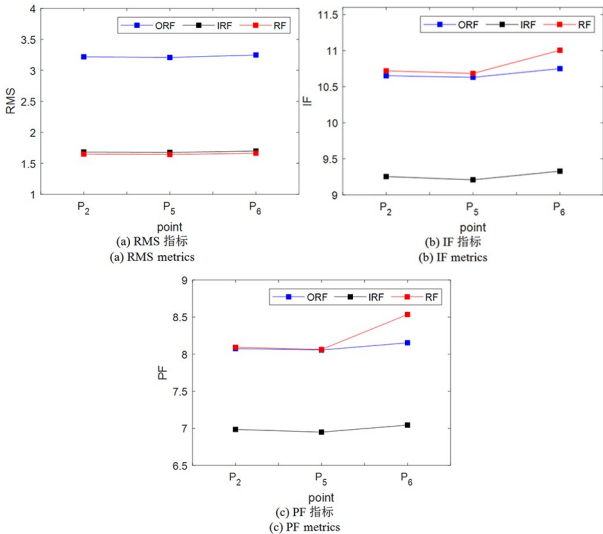 4
3.5
3
2.5
2
1.5
1
RMS
ORF IRF RF
P2 P5 P6
point
(a) RMS 指标
(a) RMS metrics
11.5
11
10.5
10
9.5
9
IF
ORF IRF RF
P2 P5 P6
point
(b) IF 指标
(b) IF metrics
9
8.5
8
7.5
7
6.5
PF
ORF IRF RF
P2 P5 P6
point
(c) PF 指标
(c) PF metrics